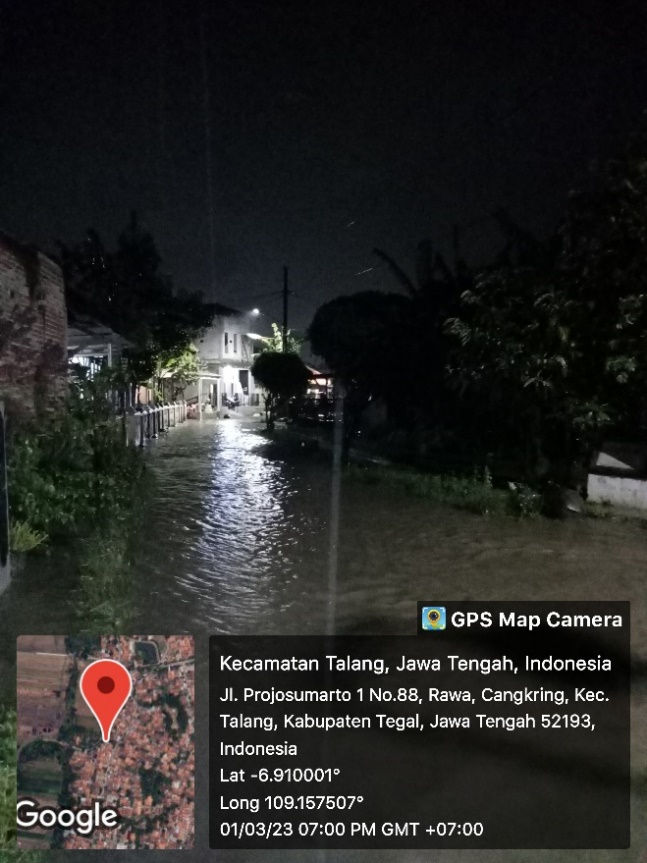 GPS Map Camera
Kecamatan Talang, Jawa Tengah, Indonesia
Jl. Projosumarto 1 No.88, Rawa, Cangkring, Kec.
Talang, Kabupaten Tegal, Jawa Tengah 52193,
Indonesia
Lat -6.910001°
Long 109.157507°
01/03/23 07:00 PM GMT +07:00
Google